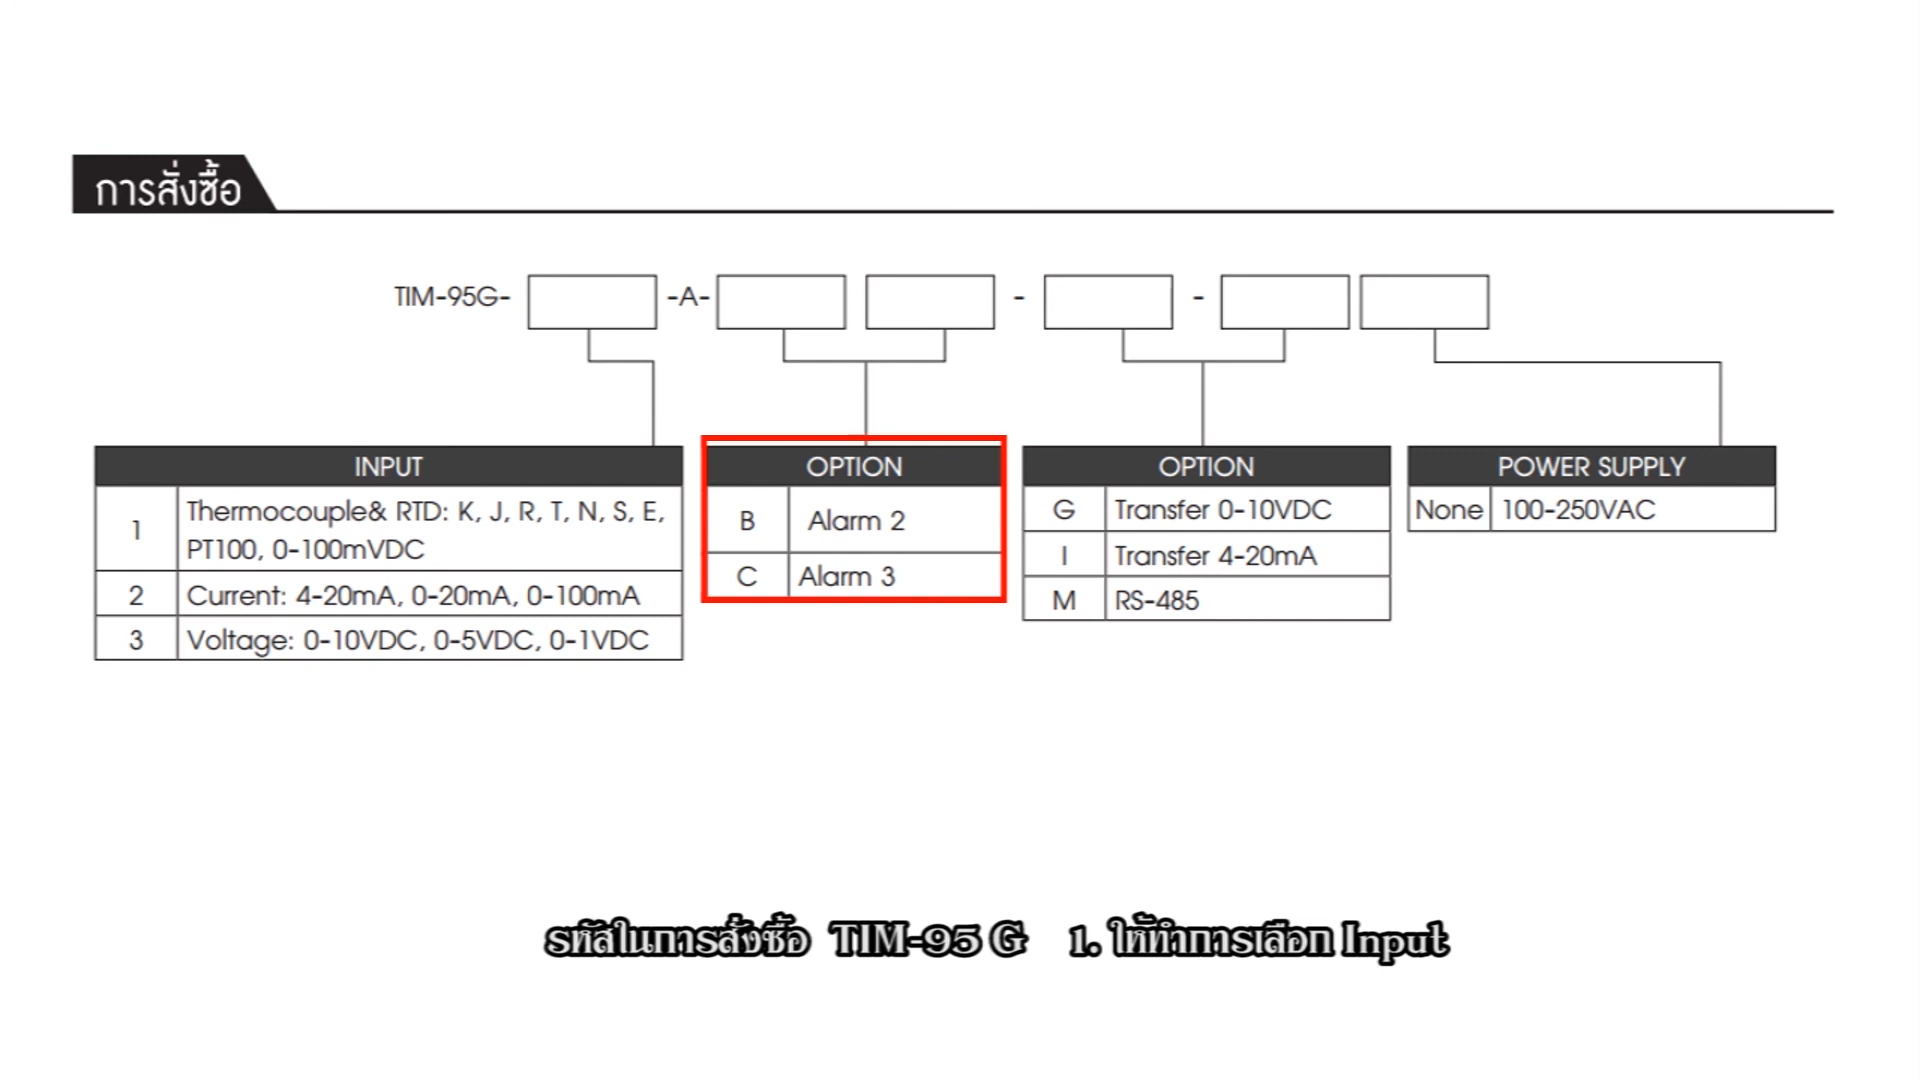 การสั่งซื้อ
TIM-95G- -A- - -
INPUT
1 Thermocouple& RTD: K, J, R, T, N, S, E,
PT100, 0-100mVDC
2 Current: 4-20mA, 0-20mA, 0-100mA
3 Voltage: 0-10VDC, 0-5VDC, 0-1VDC
OPTION
B Alarm 2
C Alarm 3
OPTION
G Transfer 0-10VDC
I Transfer 4-20mA
M RS-485
POWER SUPPLY
None 100-250VAC
รหัสในการสั่งซื้อ TIM-95 G 1. ให้ทำการเลือก Input